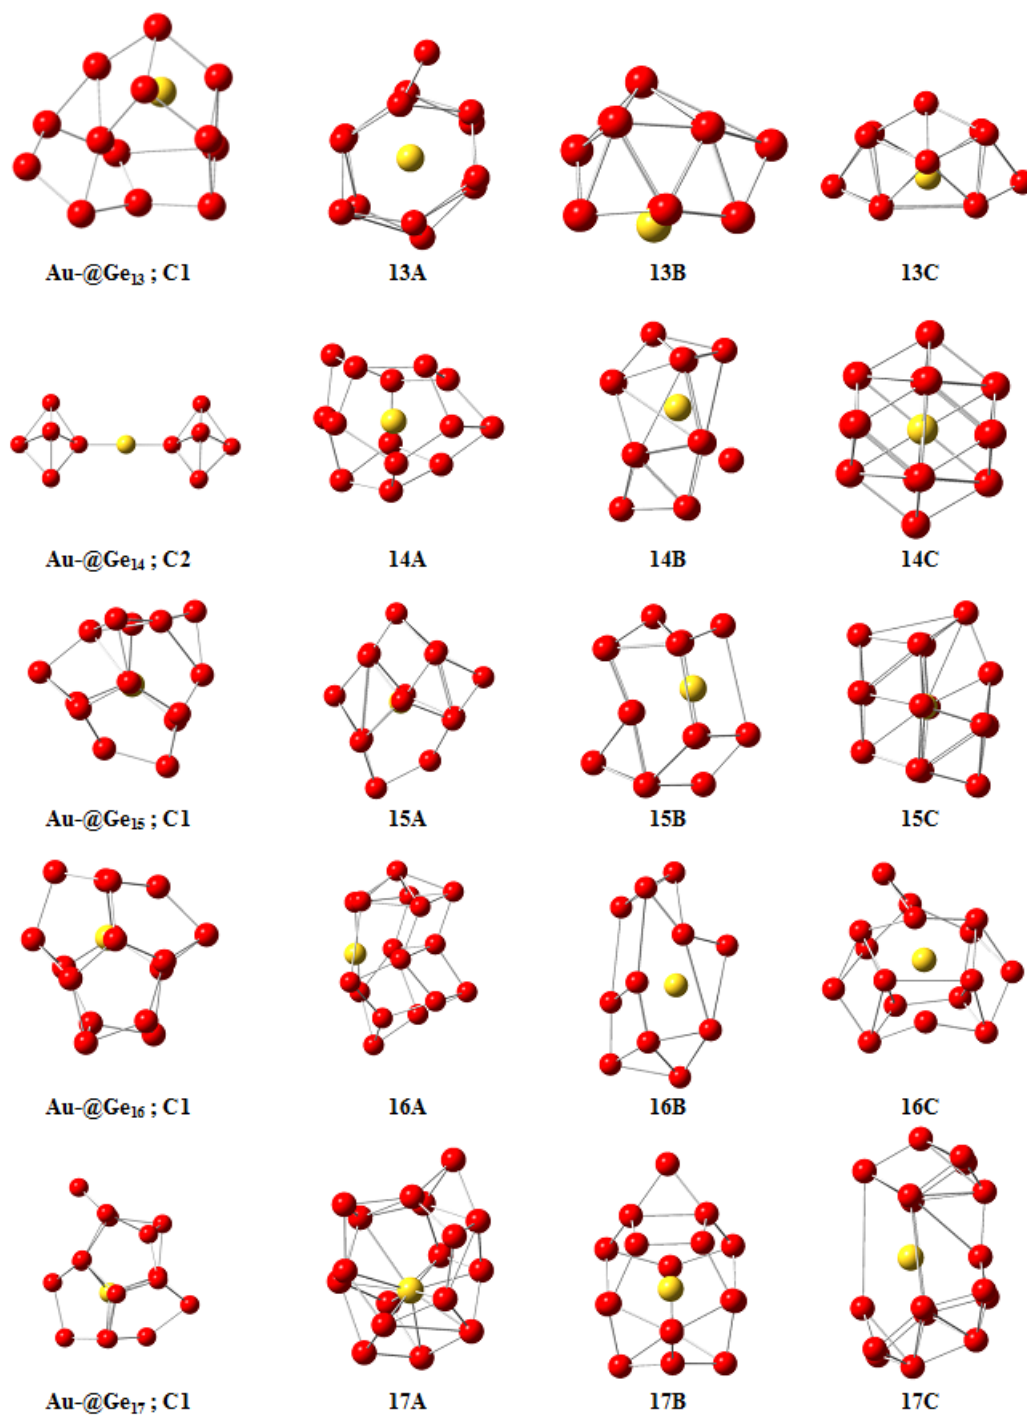 Au-@Ge₁₃ ; C1 13A 13B 13C
Au-@Ge₁₄ ; C2 14A 14B 14C
Au-@Ge₁₅ ; C1 15A 15B 15C
Au-@Ge₁₆ ; C1 16A 16B 16C
Au-@Ge₁₇ ; C1 17A 17B 17C